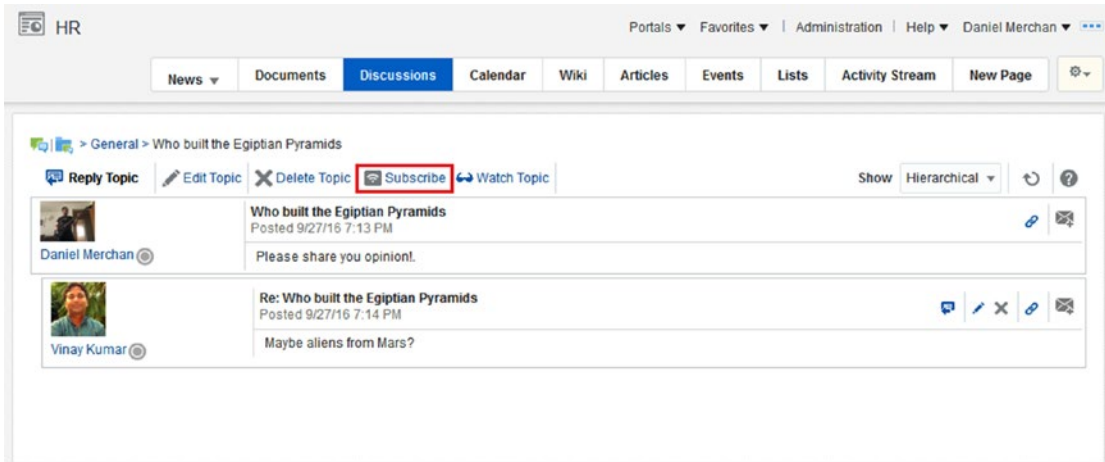 HR
Portals Favorites Administration Help Daniel Merchan
News Documents Discussions Calendar Wiki Articles Events Lists Activity Stream New Page
> General > Who built the Egiptian Pyramids
Reply Topic Edit Topic Delete Topic Subscribe Watch Topic Show Hierarchical
Who built the Egiptian Pyramids
Posted 9/27/16 7:13 PM
Daniel Merchan
Please share you opinion!.
Re: Who built the Egiptian Pyramids
Posted 9/27/16 7:14 PM
Vinay Kumar
Maybe aliens from Mars?